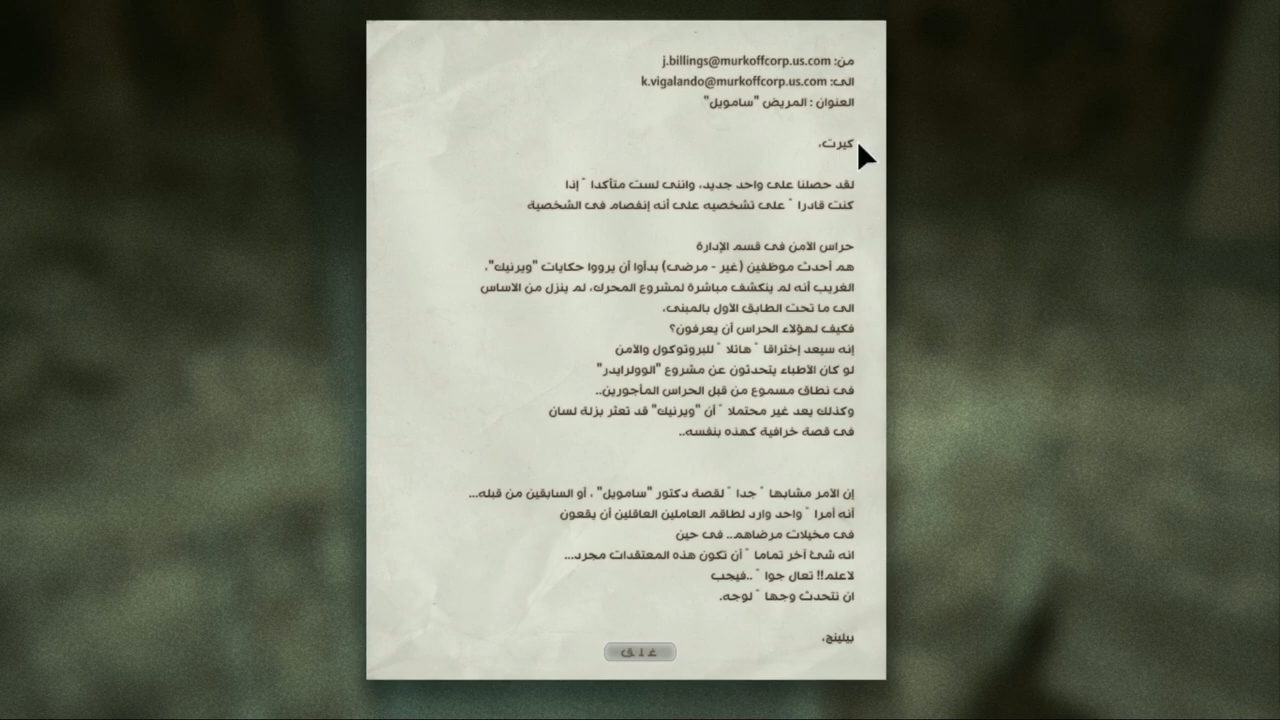 من: j.billings@murkoffcorp.us.com
الى: k.vigalando@murkoffcorp.us.com
العنوان : المريض "سامويل"
كيرت،
لقد حصلنا على واحد جديد، واننى لست متأكدا ً إذا
كنت قادرا ً على تشخصيه على أنه إنفصام فى الشخصية
حراس الأمن فى قسم الإدارة
هم أحدث موظفين (غير - مرضى) بدأوا أن يرووا حكايات "ويرنيك"،
الغريب أنه لم ينكشف مباشرة لمشروع المحرك، لم ينزل من الاساس
الى ما تحت الطابق الأول بالمبنى،
فكيف لهؤلاء الحراس أن يعرفون؟
إنه سيعد إختراقا ً هائلا ً للبروتوكول والأمن
لو كان الأطباء يتحدثون عن مشروع "الوولرايدر"
فى نطاق مسموع من قبل الحراس المأجورين..
وكذلك يعد غير محتملا ً أن "ويرنيك" قد تعثر بزلة لسان
فى قصة خرافية كهذه بنفسه..
إن الأمر مشابها ً جدا ً لقصة دكتور "سامويل" ، أو السابقين من قبله...
أنه أمرا ً واحد وارد لطاقم العاملين العاقلين أن يقعون
فى مخيلات مرضاهم.. فى حين
انه شئ آخر تماما ً أن تكون هذه المعتقدات مجرد...
لاعلم!! تعال جوا ً ..فيجب
ان نتحدث وجها ً لوجه.
بيلينج،
غلق